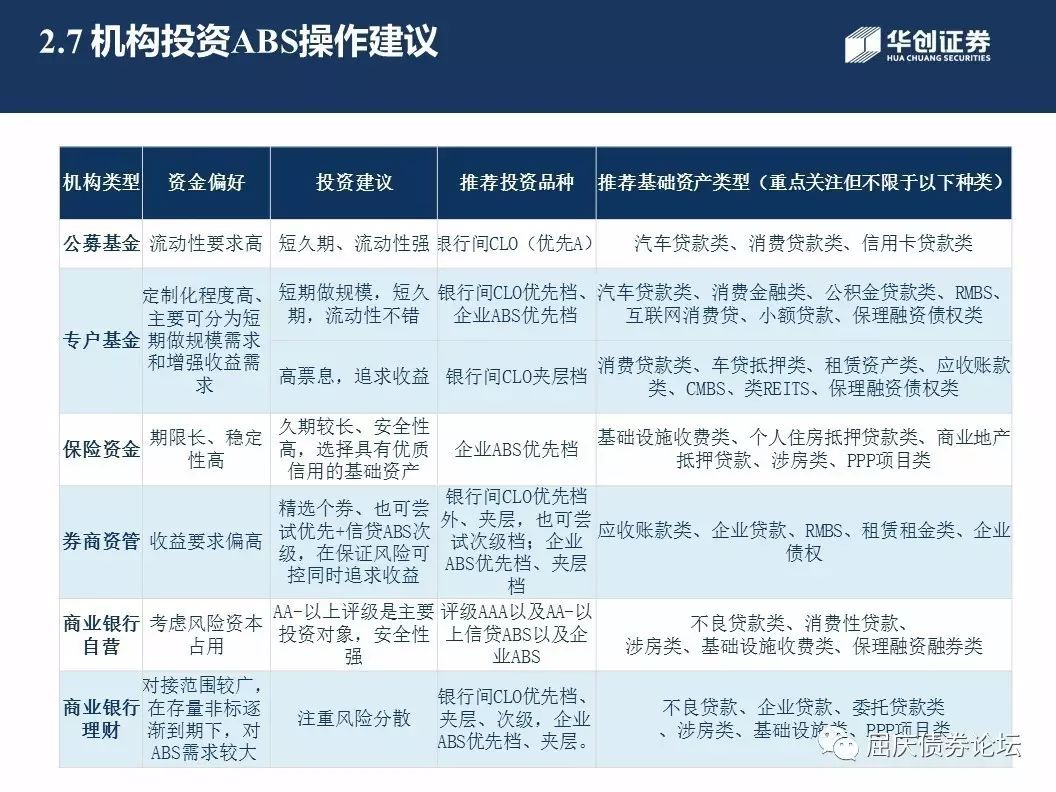 2.7 机构投资ABS操作建议
华创证券
HUA CHUANG SECURITIES
机构类型
资金偏好
投资建议
推荐投资品种
推荐基础资产类型（重点关注但不限于以下种类）
公募基金
流动性要求高
短久期、流动性强
银行间CLO（优先A）
汽车贷款类、消费贷款类、信用卡贷款类
专户基金
定制化程度高、
主要可分为短
期做规模需求
和增强收益需
求
短期做规模，短久
期，流动性不错
银行间CLO优先档、
企业ABS优先档
汽车贷款类、消费金融类、公积金贷款类、RMBS、
互联网消费贷、小额贷款、保理融资债权类
高票息，追求收益
银行间CLO夹层档
消费贷款类、车贷抵押类、租赁资产类、应收账款
类、CMBS、类REITS、保理融资债权类
保险资金
期限长、稳定
性高
久期较长、安全性
高，选择具有优质
信用的基础资产
企业ABS优先档
基础设施收费类、个人住房抵押贷款类、商业地产
抵押贷款、涉房类、PPP项目类
券商资管
收益要求偏高
精选个券、也可尝
试优先+信贷ABS次
级，在保证风险可
控同时追求收益
银行间CLO优先档
外、夹层，也可尝
试次级档；企业
ABS优先档、夹层
档
应收账款类、企业贷款、RMBS、租赁租金类、企业
债权
商业银行
自营
考虑风险资本
占用
AA-以上评级是主要
投资对象，安全性
强
评级AAA以及AA-以
上信贷ABS以及企
业ABS
不良贷款类、消费性贷款、
涉房类、基础设施收费类、保理融资融券类
商业银行
理财
对接范围较广，
在存量非标逐
渐到期下，对
ABS需求较大
注重风险分散
银行间CLO优先档、
夹层、次级，企业
ABS优先档、夹层。
不良贷款、企业贷款、委托贷款类
、涉房类、基础设施类、PPP项目类
屈庆债券论坛